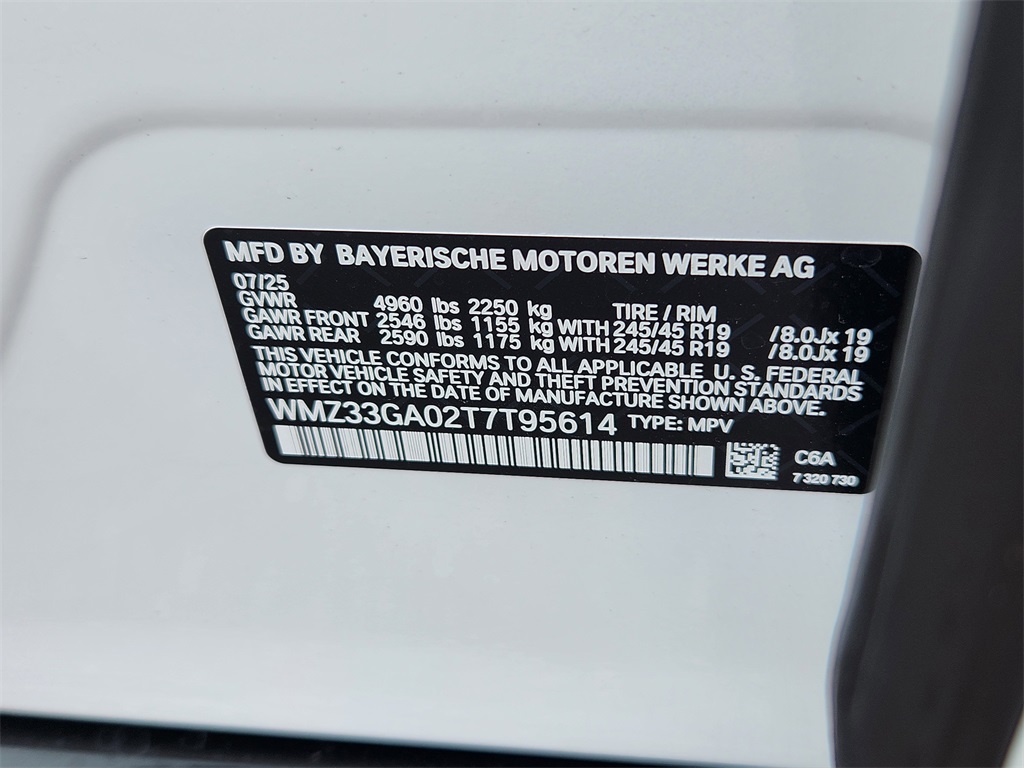 MFD BY BAYERISCHE MOTOREN WERKE AG
07/25
GVWR 4960 lbs 2250 kg TIRE / RIM
GAWR FRONT 2546 lbs 1155 kg WITH 245/45 R19 /8.0Jx 19
GAWR REAR 2590 lbs 1175 kg WITH 245/45 R19 /8.0Jx 19
THIS VEHICLE CONFORMS TO ALL APPLICABLE U. S. FEDERAL
MOTOR VEHICLE SAFETY AND THEFT PREVENTION STANDARDS
IN EFFECT ON THE DATE OF MANUFACTURE SHOWN ABOVE.
WMZ33GA02T7T95614 TYPE: MPV
C6A
7 320 730